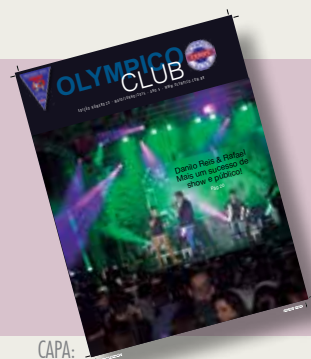 OLYMPICO
CLUB
Danilo Reis & Rafael
Mais um sucesso de
show e público!
CAPA: